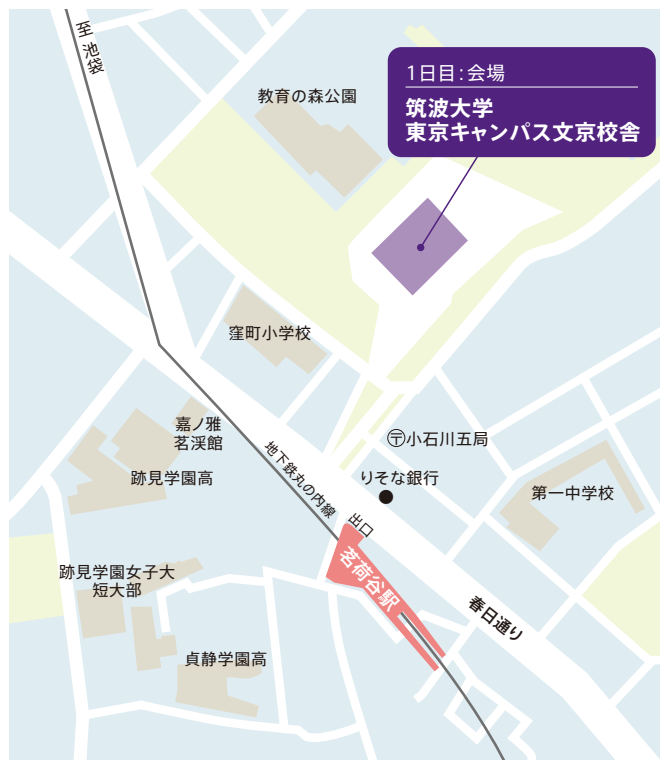 至 池袋
1日目:会場
筑波大学
東京キャンパス文京校舎
教育の森公園
窪町小学校
嘉ノ雅
茗渓館
跡見学園高
地下鉄丸の内線
〒小石川五局
りそな銀行
第一中学校
出口
茗荷谷駅
春日通り
跡見学園女子大
短大部
貞静学園高